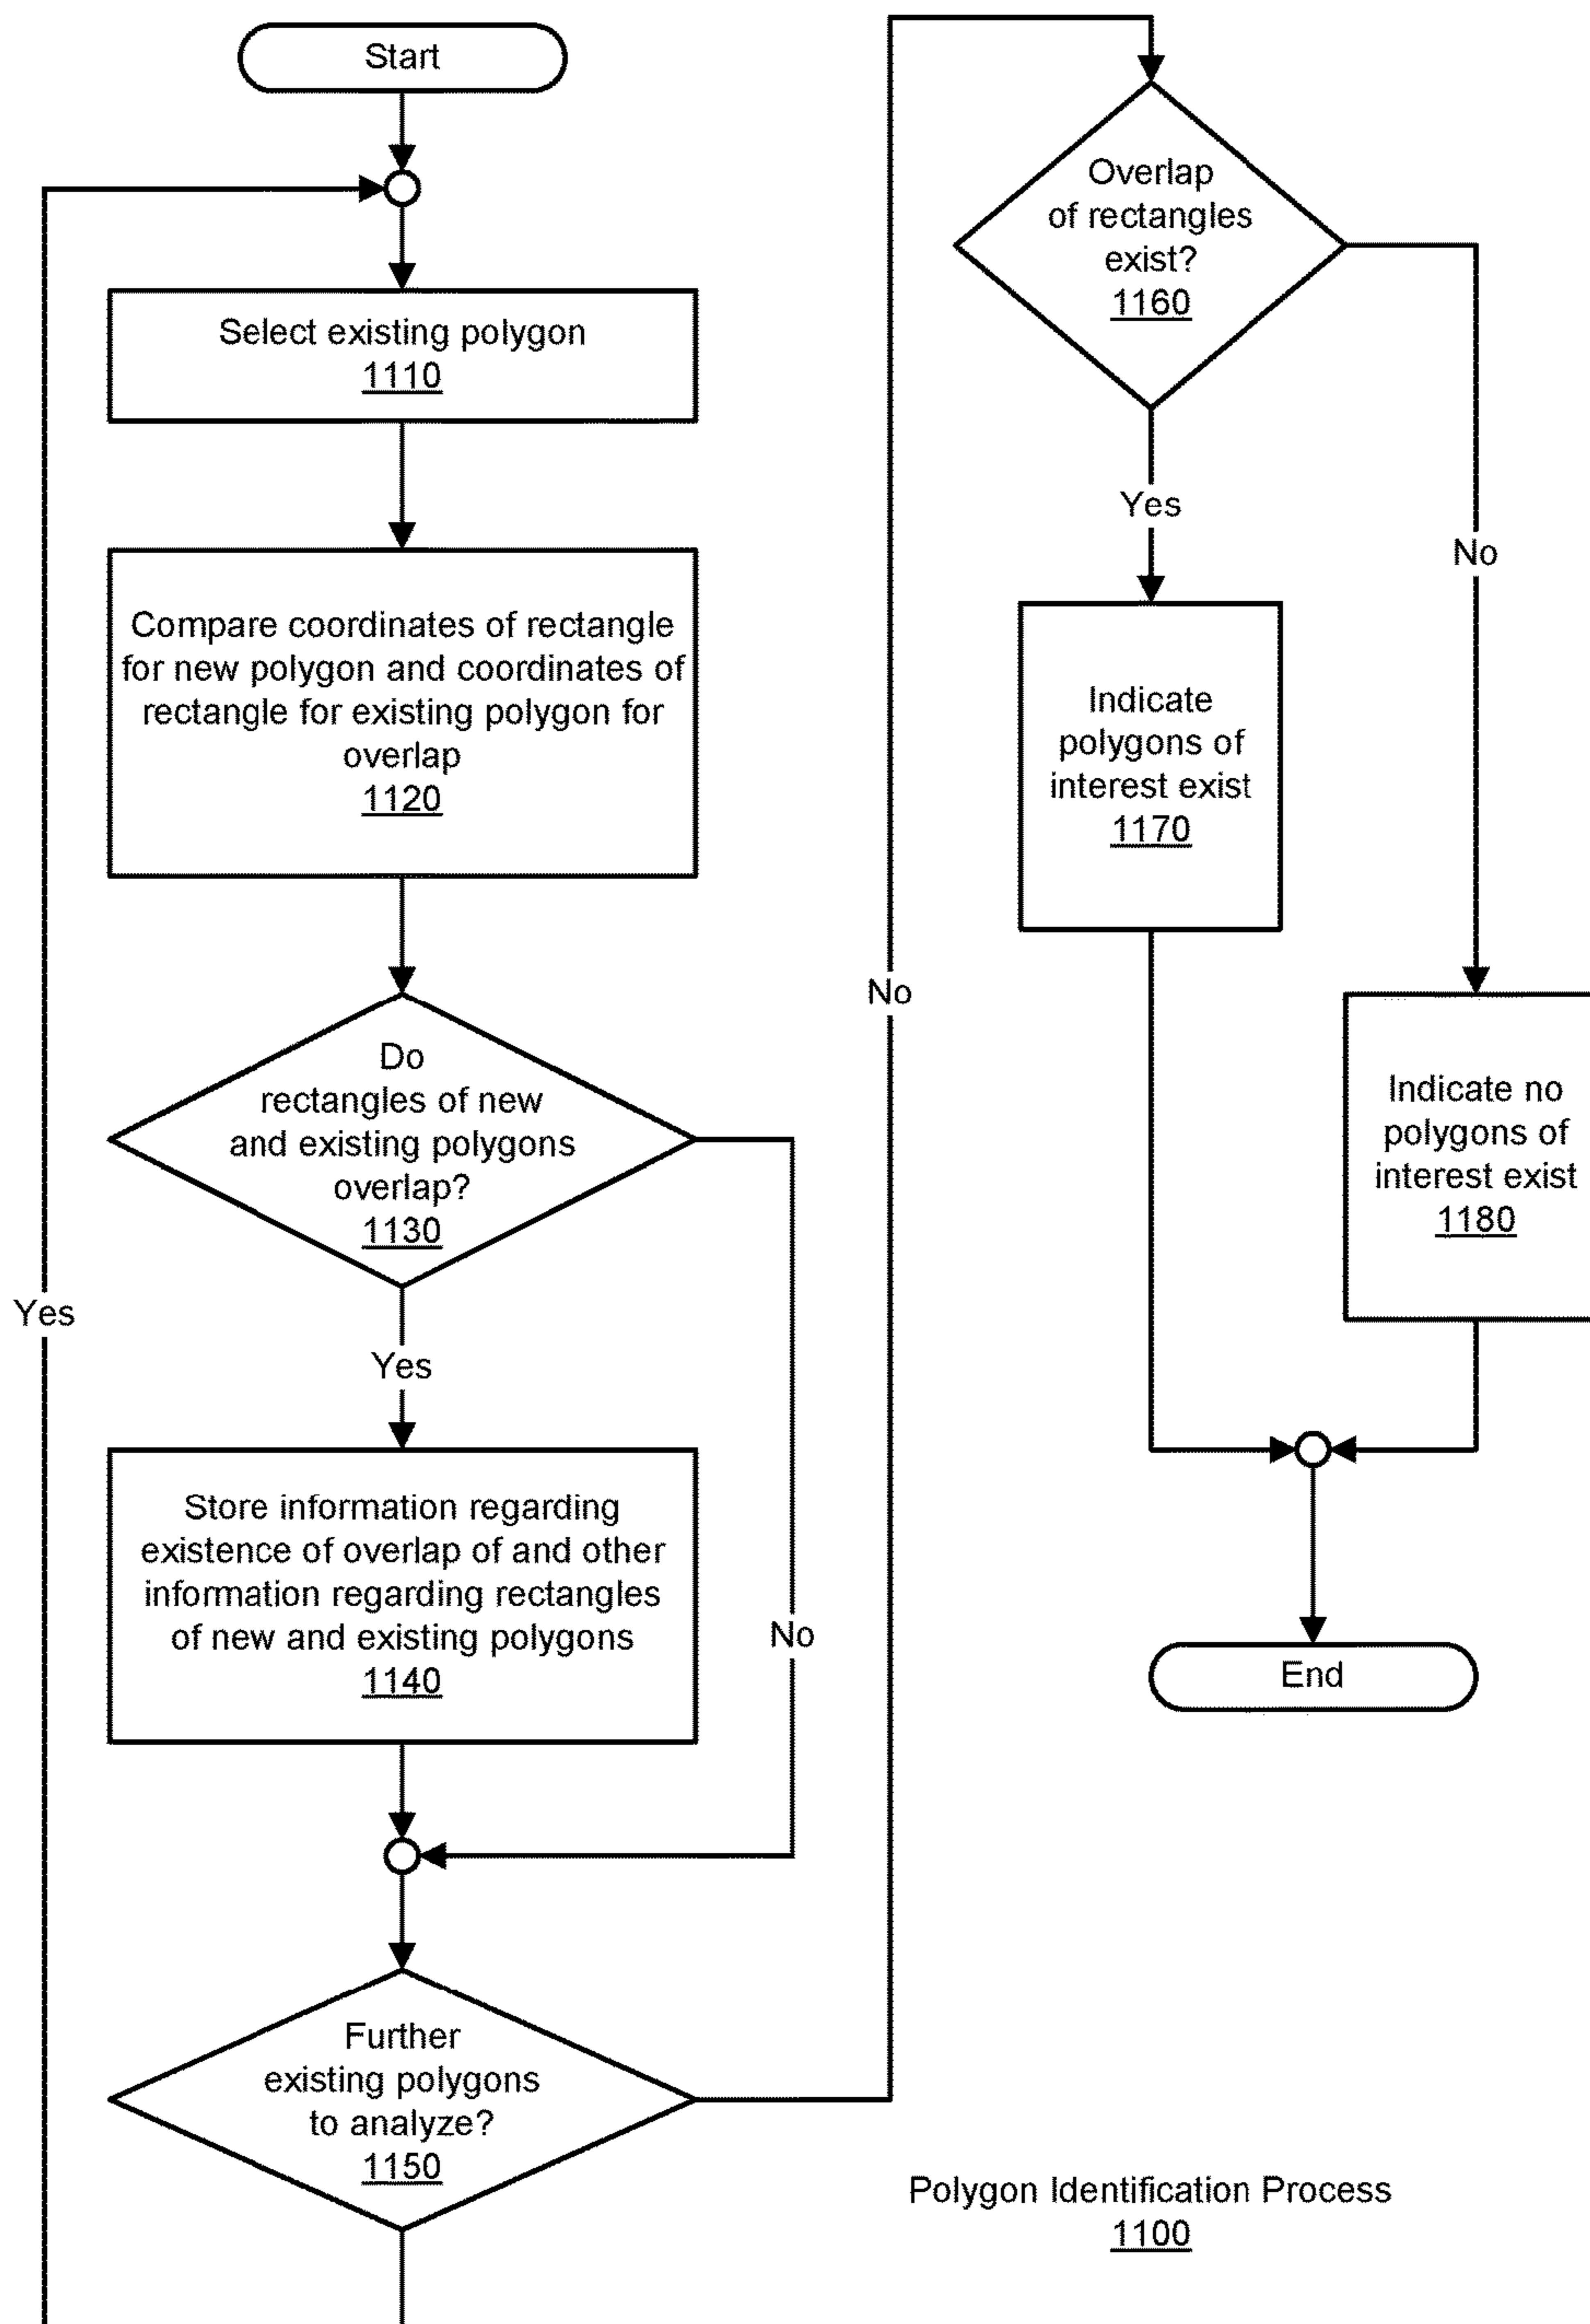 Start
Select existing polygon
1110
Compare coordinates of rectangle
for new polygon and coordinates of
rectangle for existing polygon for
overlap
1120
Do
rectangles of new
and existing polygons
overlap?
1130
Yes
Yes
Store information regarding
existence of overlap of and other
information regarding rectangles
of new and existing polygons
1140
No
Further
existing polygons
to analyze?
1150
No
Overlap
of rectangles
exist?
1160
Yes
No
Indicate
polygons of
interest exist
1170
Indicate no
polygons of
interest exist
1180
End
Polygon Identification Process
1100